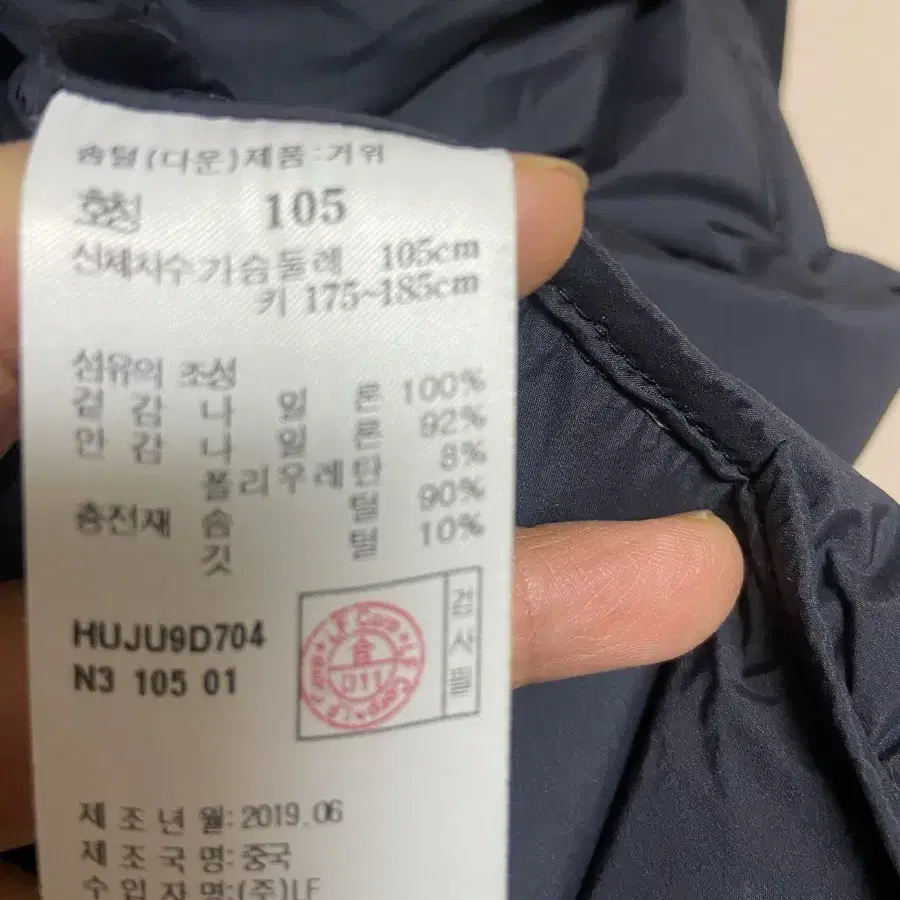 솜털(다운)제품:거위
호칭 105
신체치수 가슴둘레 105cm
키 175~185cm
섬유의 조성
겉감 나일론 100%
안감 나일론 92%
폴리우레탄 8%
충전재 솜털 90%
깃털 10%
HUJU9D704
N3 105 01
검사필
LF Corp
011
제조년월:2019.06
제조국명:중국
수입자명:(주)LF